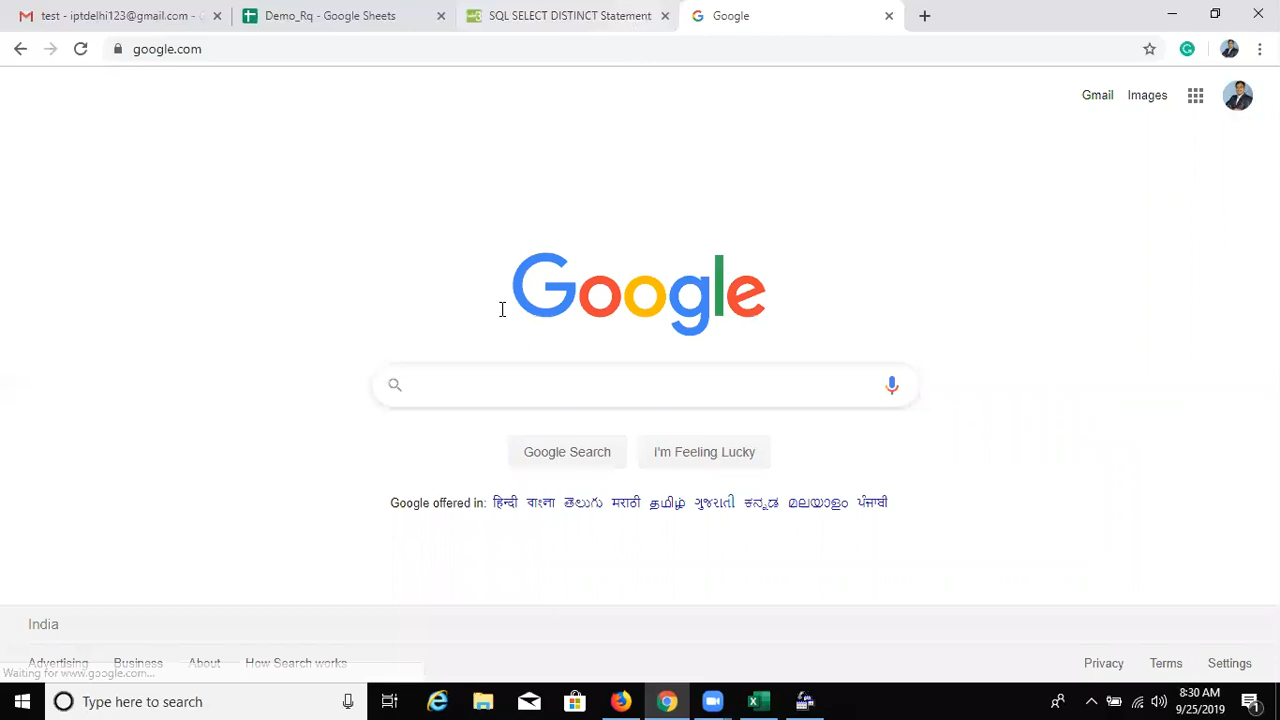 test - iptdelhi123@gmail.com -
Demo_Rq - Google Sheets
SQL SELECT DISTINCT Statement
Google
google.com
Gmail
Images
Google
Google Search
I'm Feeling Lucky
Google offered in: हिन्दी বাংলা తెలుగు मराठी தமிழ் ગુજરાતી ಕನ್ನಡ മലയാളം ਪੰਜਾਬੀ
India
Advertising
Business
About
How Search works
Privacy
Terms
Settings
Waiting for www.google.com...
Type here to search
8:30 AM
9/25/2019